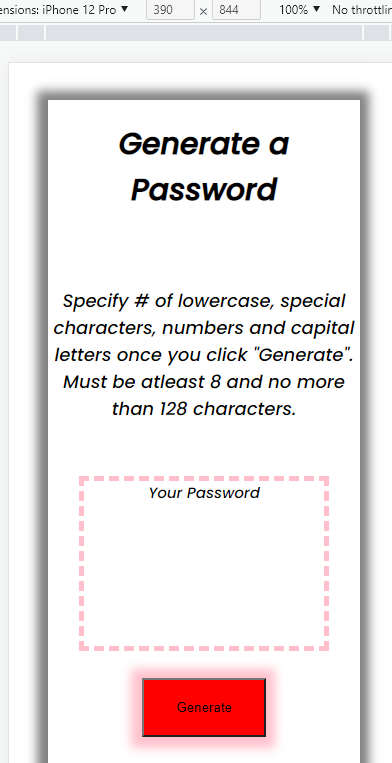 ensions: iPhone 12 Pro ▼ 390 × 844 100% ▼ No throttlin
Generate a
Password
Specify # of lowercase, special
characters, numbers and capital
letters once you click "Generate".
Must be atleast 8 and no more
than 128 characters.
Your Password
Generate